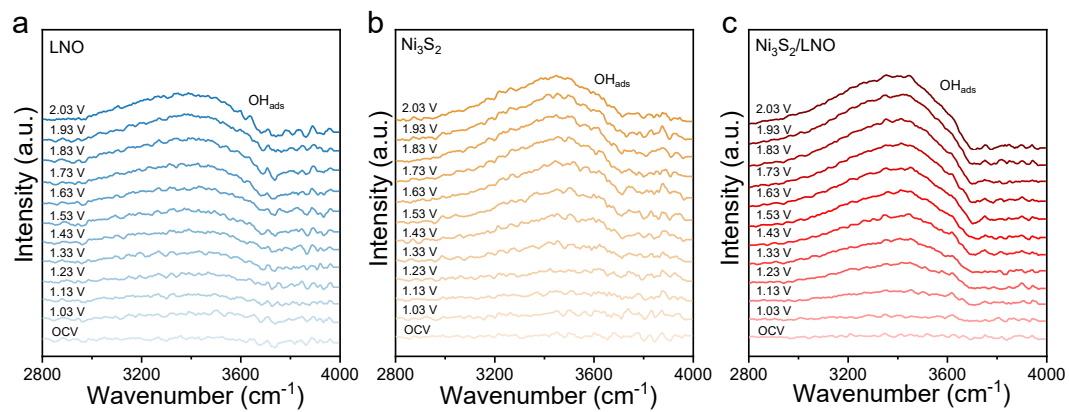 a
LNO
OH_ads
2.03 V
1.93 V
1.83 V
1.73 V
1.63 V
1.53 V
1.43 V
1.33 V
1.23 V
1.13 V
1.03 V
OCV
Intensity (a.u.)
2800 3200 3600 4000
Wavenumber (cm⁻¹)
b
Ni₃S₂
OH_ads
2.03 V
1.93 V
1.83 V
1.73 V
1.63 V
1.53 V
1.43 V
1.33 V
1.23 V
1.13 V
1.03 V
OCV
Intensity (a.u.)
2800 3200 3600 4000
Wavenumber (cm⁻¹)
c
Ni₃S₂/LNO
OH_ads
2.03 V
1.93 V
1.83 V
1.73 V
1.63 V
1.53 V
1.43 V
1.33 V
1.23 V
1.13 V
1.03 V
OCV
Intensity (a.u.)
2800 3200 3600 4000
Wavenumber (cm⁻¹)